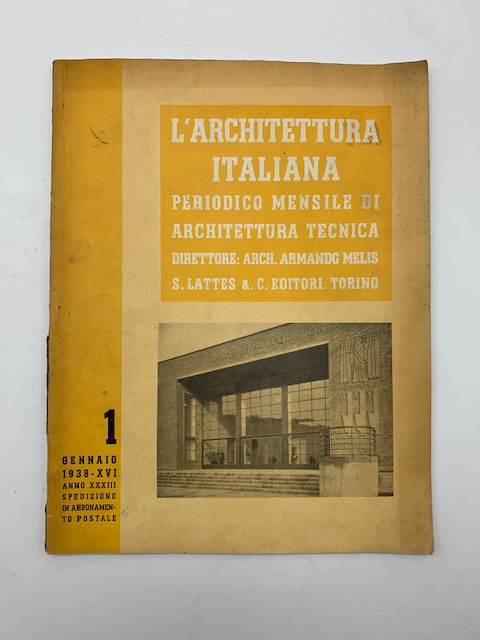 L'ARCHITETTURA
ITALIANA
PERIODICO MENSILE DI
ARCHITETTURA TECNICA
DIRETTORE: ARCH. ARMANDO MELIS
S. LATTES & C. EDITORI. TORINO
1
GENNAIO
1938-XVI
ANNO XXXIII
SPEDIZIONE
IN ABBONAMEN-
TO POSTALE